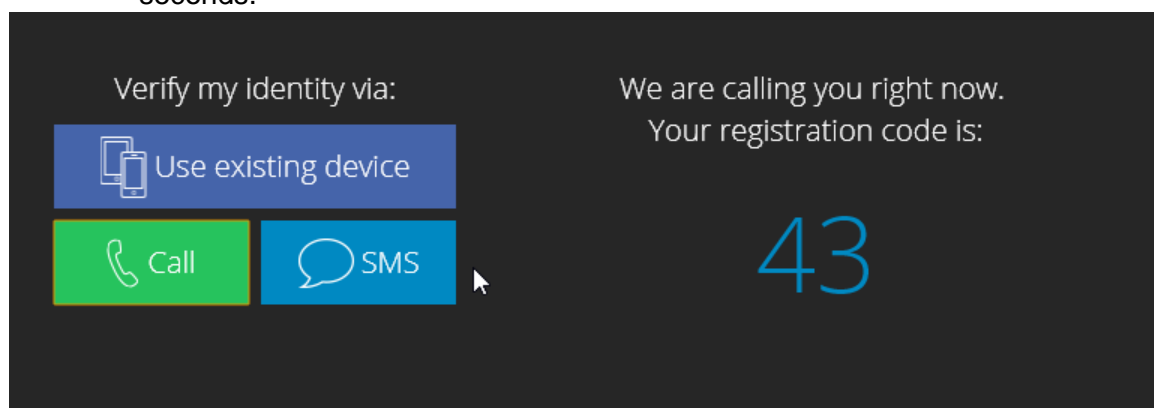 seconds.
Verify my identity via:
Use existing device
Call
SMS
We are calling you right now.
Your registration code is:
43